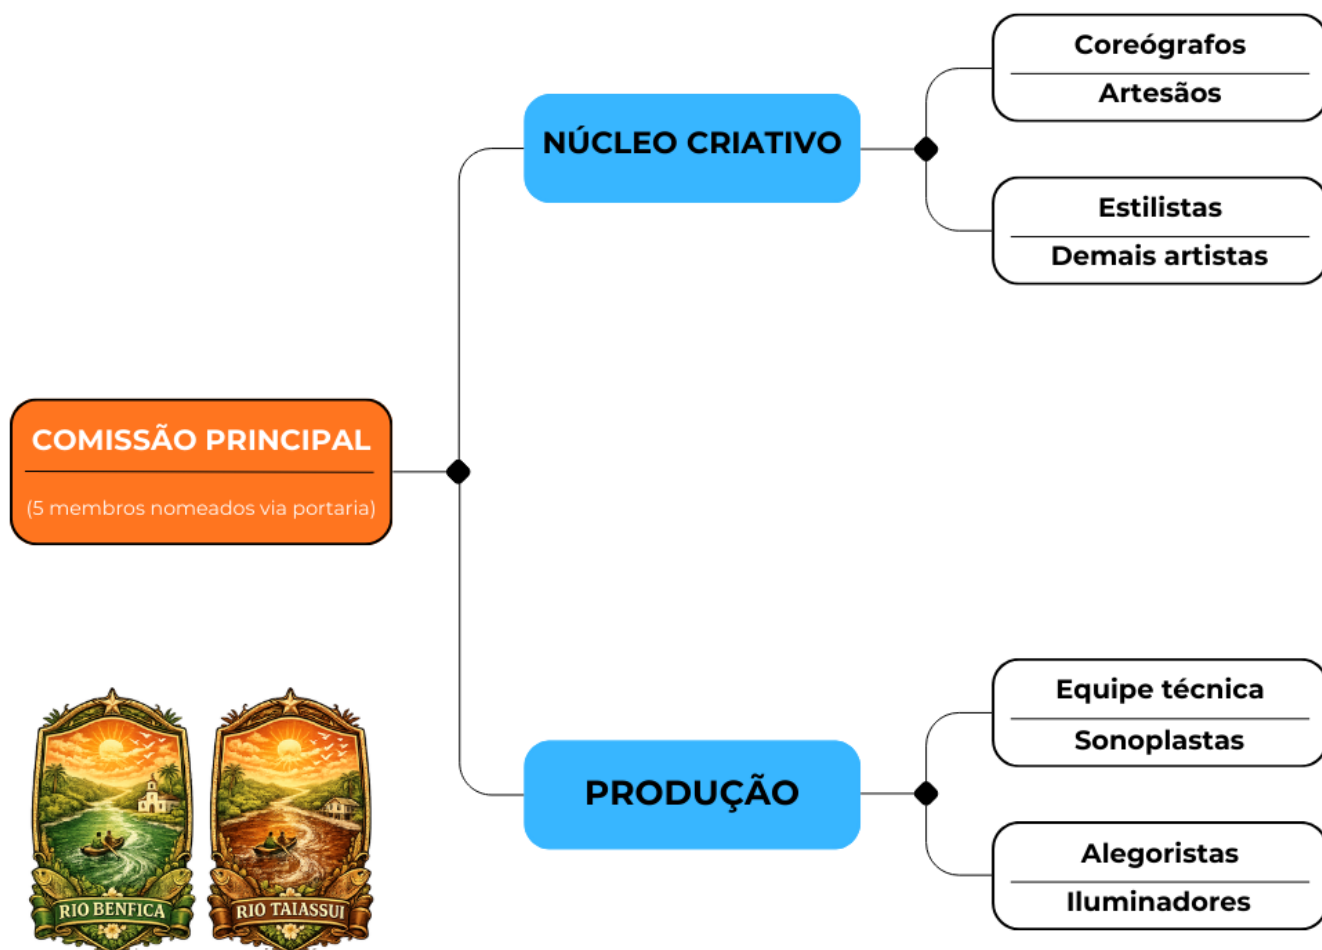 Coreógrafos
Artesãos
NÚCLEO CRIATIVO
Estilistas
Demais artistas
COMISSÃO PRINCIPAL
(5 membros nomeados via portaria)
Equipe técnica
Sonoplastas
PRODUÇÃO
Alegoristas
Iluminadores
RIO BENFICA
RIO TAIASSUI